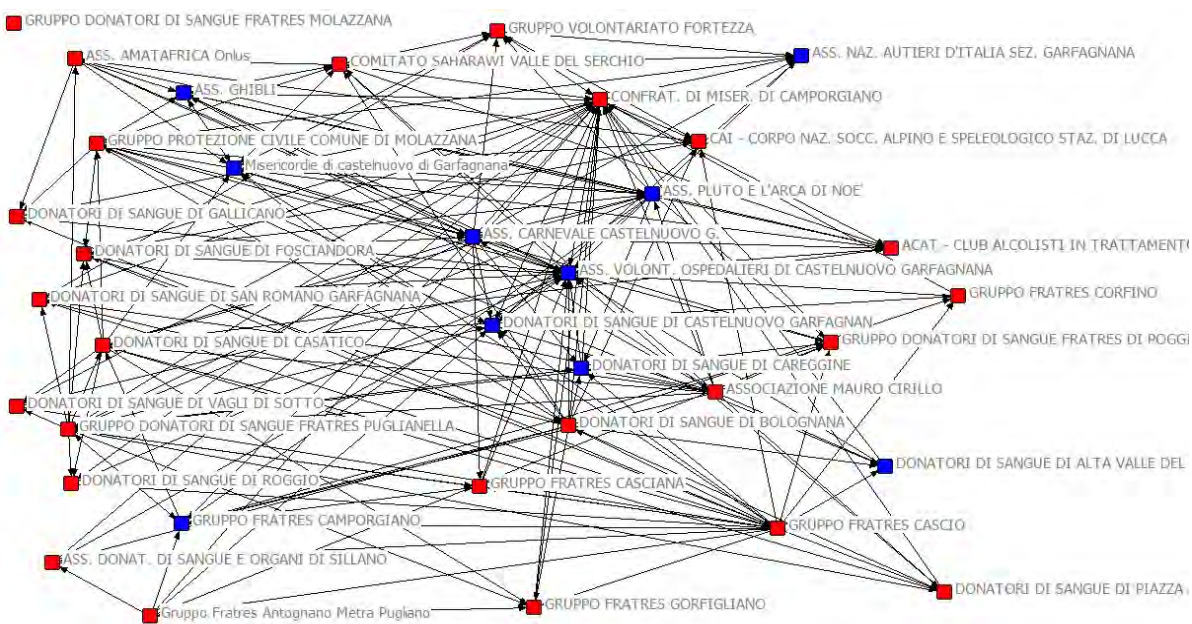 GRUPPO DONATORI DI SANGUE FRATRES MOLAZZANA
GRUPPO VOLONTARIATO FORTEZZA
ASS. AMATAFRICA Onlus
COMITATO SAHARAWI VALLE DEL SERCHIO
ASS. NAZ. AUTIERI D'ITALIA SEZ. GARFAGNANA
ASS. GHIBLI
CONFRAT. DI MISER. DI CAMPORGIANO
GRUPPO PROTEZIONE CIVILE COMUNE DI MOLAZZANA
CAI - CORPO NAZ. SOCC. ALPINO E SPELEOLOGICO STAZ. DI LUCCA
Misericordie di castelnuovo di Garfagnana
ASS. PLUTO E L'ARCA DI NOE'
DONATORI DI SANGUE DI GALLICANO
ASS. CARNEVALE CASTELNUOVO G.
DONATORI DI SANGUE DI FOSCIANDORA
ACAT - CLUB ALCOLISTI IN TRATTAMENTO
ASS. VOLONT. OSPEDALIERI DI CASTELNUOVO GARFAGNANA
DONATORI DI SANGUE DI SAN ROMANO GARFAGNANA
GRUPPO FRATRES CORFINO
DONATORI DI SANGUE DI CASTELNUOVO GARFAGNAN
DONATORI DI SANGUE DI CASATICO
GRUPPO DONATORI DI SANGUE FRATRES DI POGGI
DONATORI DI SANGUE DI CAREGGINE
ASSOCIAZIONE MAURO CIRILLO
DONATORI DI SANGUE DI VAGLI DI SOTTO
GRUPPO DONATORI DI SANGUE FRATRES PUGLIANELLA
DONATORI DI SANGUE DI BOLOGNANA
DONATORI DI SANGUE DI ALTA VALLE DEL
DONATORI DI SANGUE DI ROGGIO
GRUPPO FRATRES CASCIANA
GRUPPO FRATRES CAMPORGIANO
GRUPPO FRATRES CASCIO
ASS. DONAT. DI SANGUE E ORGANI DI SILLANO
DONATORI DI SANGUE DI PIAZZA
GRUPPO FRATRES GORFIGLIANO
Gruppo Fratres Antognano Metra Pugliano